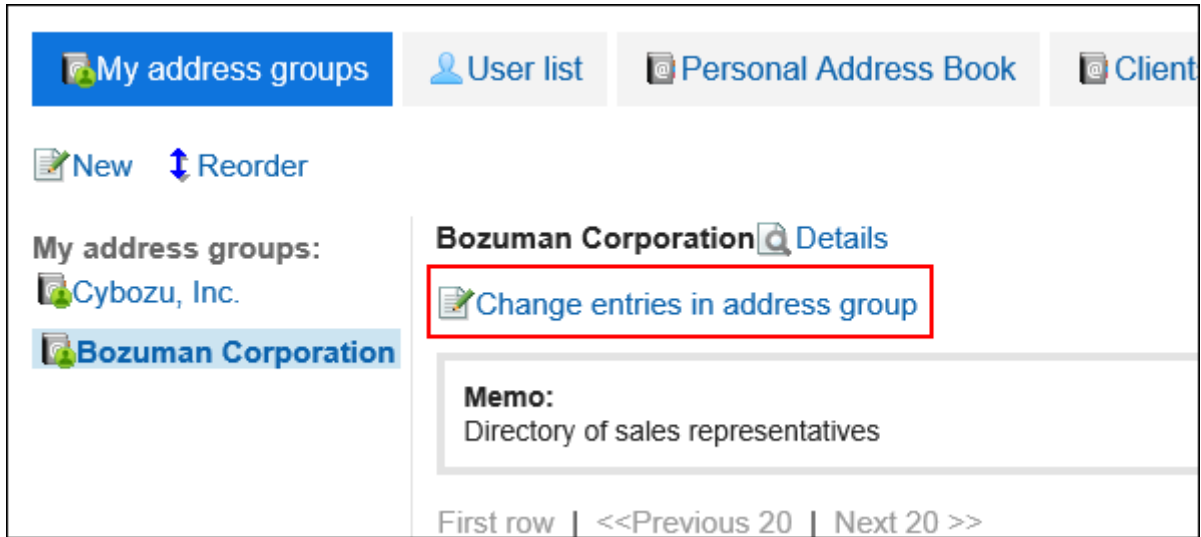 My address groups User list Personal Address Book Client
New Reorder
My address groups:
Cybozu, Inc.
Bozuman Corporation
Bozuman Corporation Details
Change entries in address group
Memo:
Directory of sales representatives
First row | <<Previous 20 | Next 20 >>